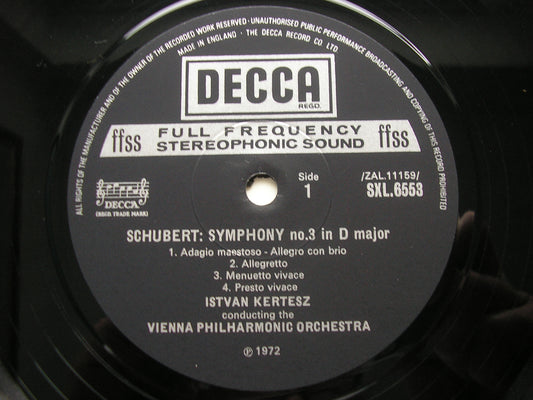 ALL RIGHTS OF THE MANUFACTURER AND OF THE OWNER OF THE RECORDED WORK RESERVED · UNAUTHORISED PUBLIC PERFORMANCE BROADCASTING AND COPYING OF THIS RECORD PROHIBITED
MADE IN ENGLAND · THE DECCA RECORD CO LTD
DECCA
REGD.
ffss FULL FREQUENCY ffss
STEREOPHONIC SOUND
DECCA
(REGD. TRADE MARK)
Side
1
/ZAL.11159/
SXL.6553
SCHUBERT: SYMPHONY no.3 in D major
1. Adagio maestoso - Allegro con brio
2. Allegretto
3. Menuetto vivace
4. Presto vivace
ISTVAN KERTESZ
conducting the
VIENNA PHILHARMONIC ORCHESTRA
℗ 1972